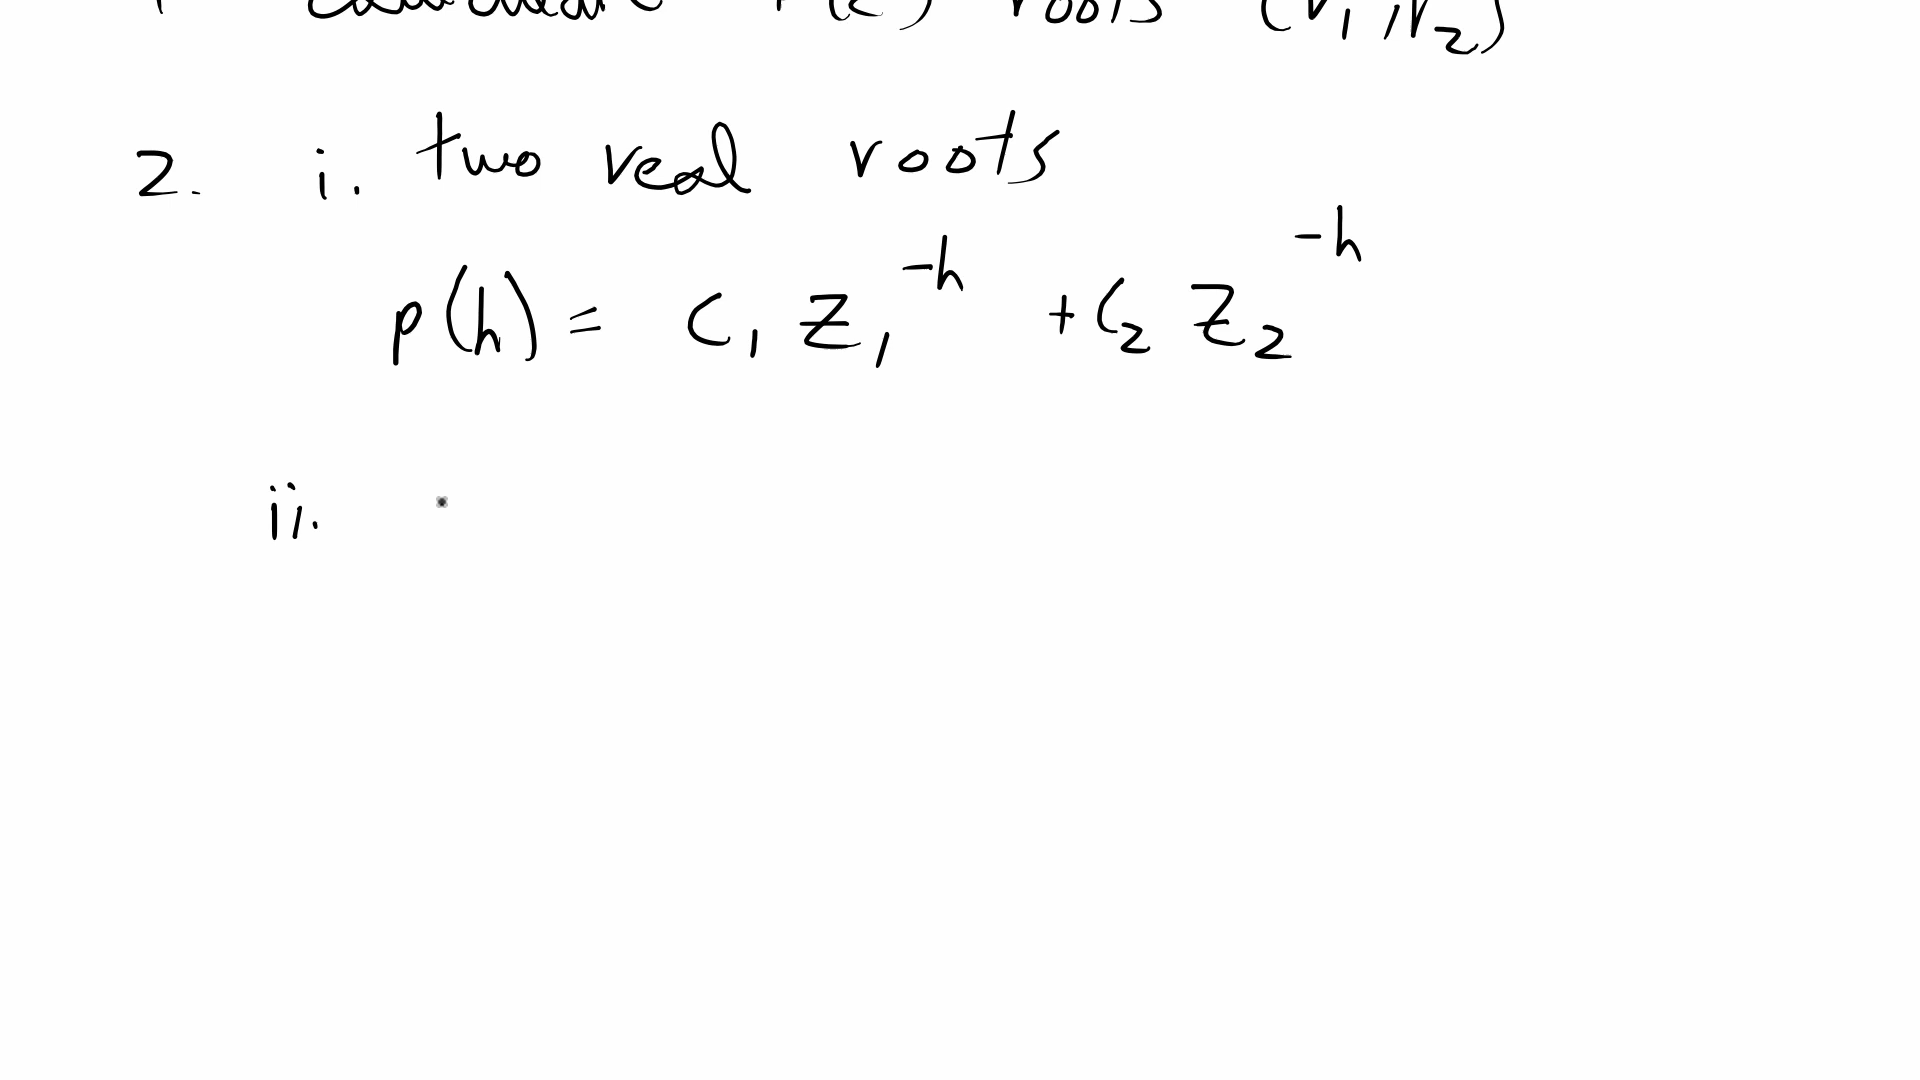 roots (r₁, r₂)
2. i. two real roots
p(h) = C₁ Z₁⁻ʰ + C₂ Z₂⁻ʰ
ii.